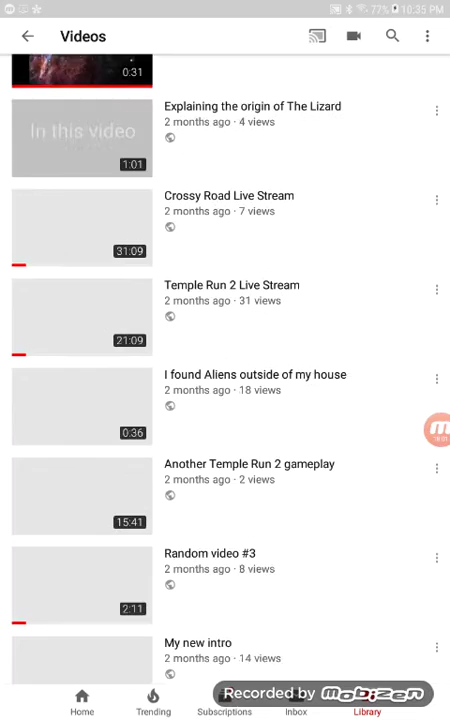 77% 10:35 PM
Videos
0:31
In this video
1:01
Explaining the origin of The Lizard
2 months ago · 4 views
31:09
Crossy Road Live Stream
2 months ago · 7 views
21:09
Temple Run 2 Live Stream
2 months ago · 31 views
0:36
I found Aliens outside of my house
2 months ago · 18 views
15:41
Another Temple Run 2 gameplay
2 months ago · 2 views
2:11
Random video #3
2 months ago · 8 views
My new intro
2 months ago · 14 views
Recorded by mobizen
Home Trending Subscriptions Inbox Library